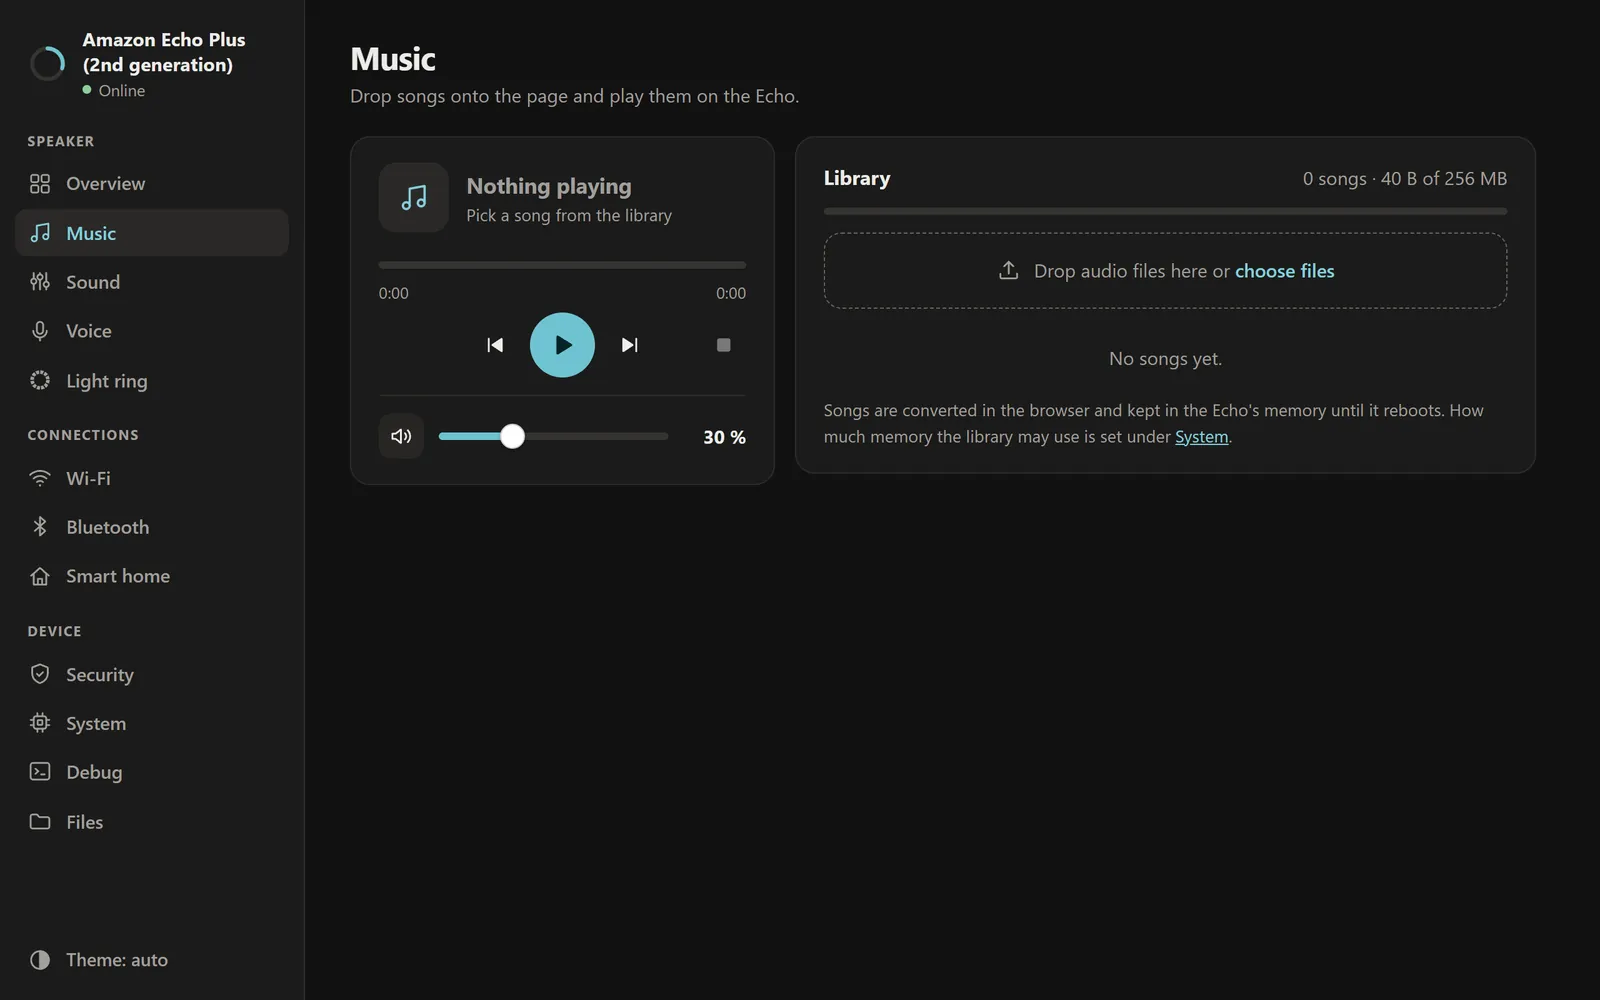 Amazon Echo Plus
(2nd generation)
Online
SPEAKER
Overview
Music
Sound
Voice
Light ring
CONNECTIONS
Wi-Fi
Bluetooth
Smart home
DEVICE
Security
System
Debug
Files
Theme: auto
Music
Drop songs onto the page and play them on the Echo.
Nothing playing
Pick a song from the library
0:00 0:00
30 %
Library 0 songs · 40 B of 256 MB
Drop audio files here or choose files
No songs yet.
Songs are converted in the browser and kept in the Echo's memory until it reboots. How
much memory the library may use is set under System.